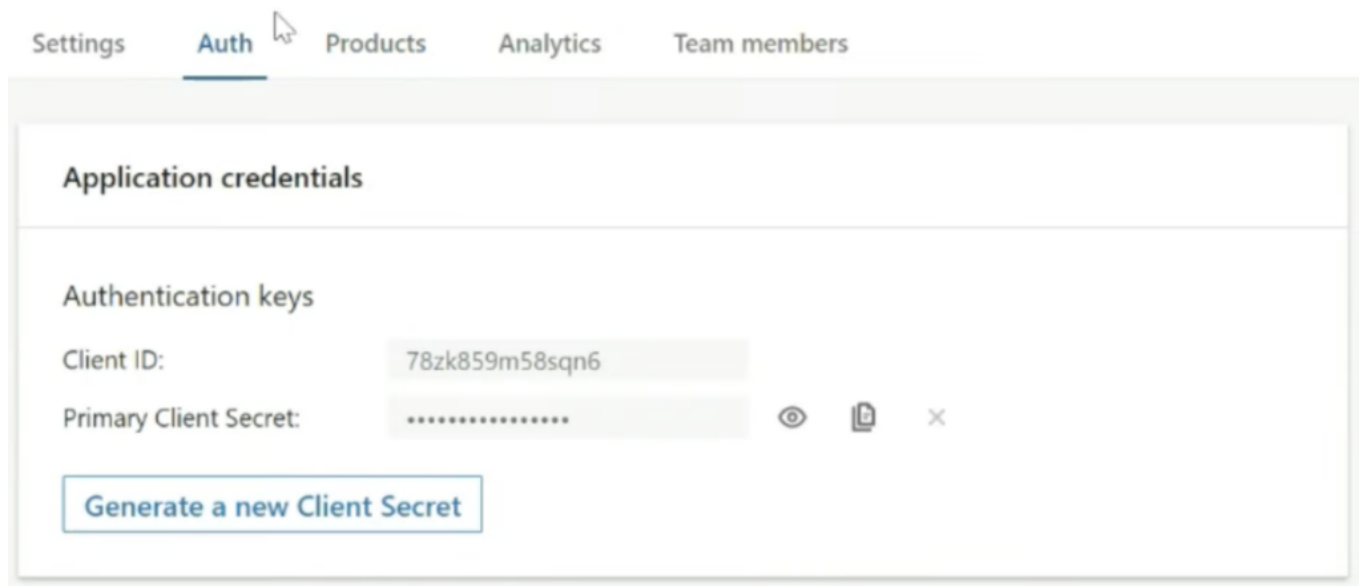 Settings Auth Products Analytics Team members
Application credentials
Authentication keys
Client ID: 78zk859m58sqn6
Primary Client Secret: ••••••••••••••••
Generate a new Client Secret